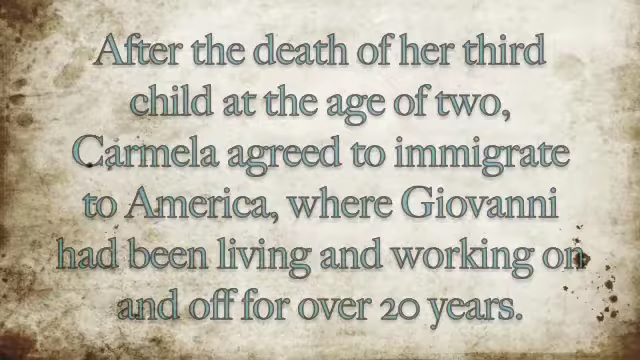 After the death of her third
child at the age of two,
Carmela agreed to immigrate
to America, where Giovanni
had been living and working on
and off for over 20 years.